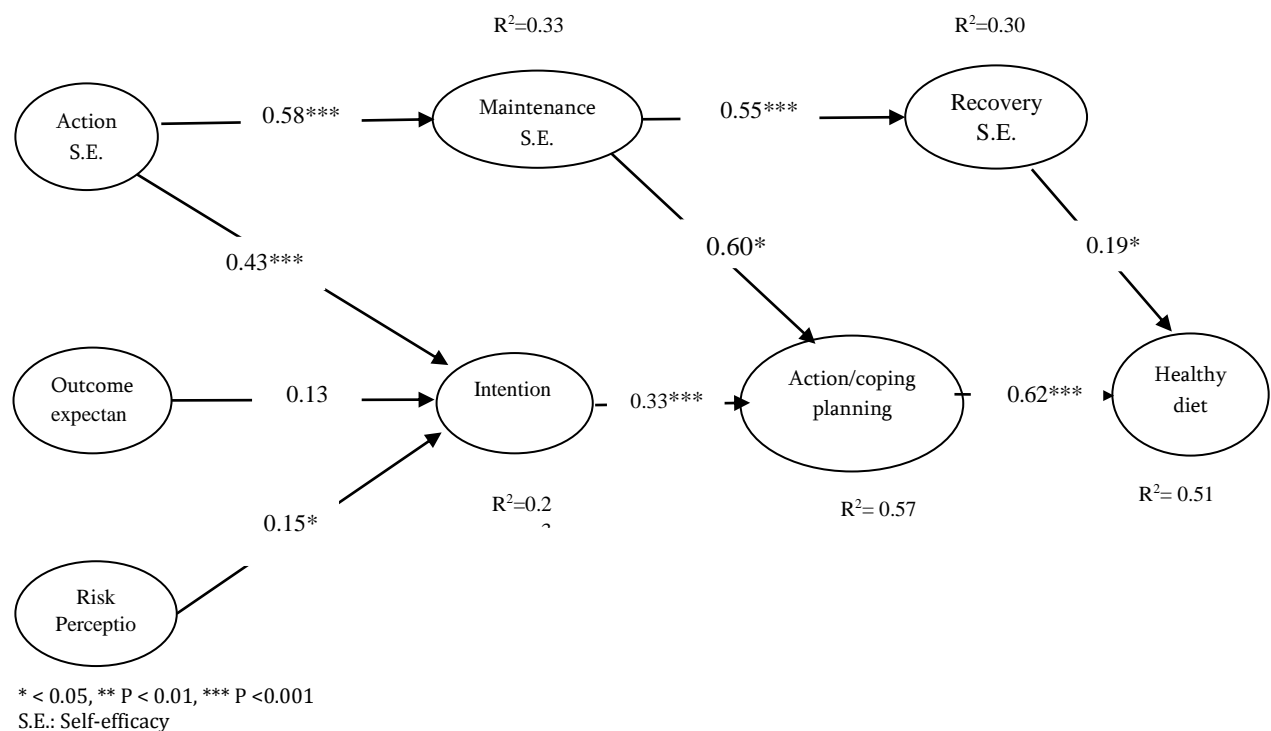 R²=0.33
R²=0.30
Action
S.E.
0.58***
Maintenance
S.E.
0.55***
Recovery
S.E.
0.43***
0.60*
0.19*
Outcome
expectan
0.13
Intention
0.33***
Action/coping
planning
0.62***
Healthy
diet
R²=0.2
R²= 0.57
R²= 0.51
0.15*
Risk
Perceptio
* < 0.05, ** P < 0.01, *** P <0.001
S.E.: Self-efficacy